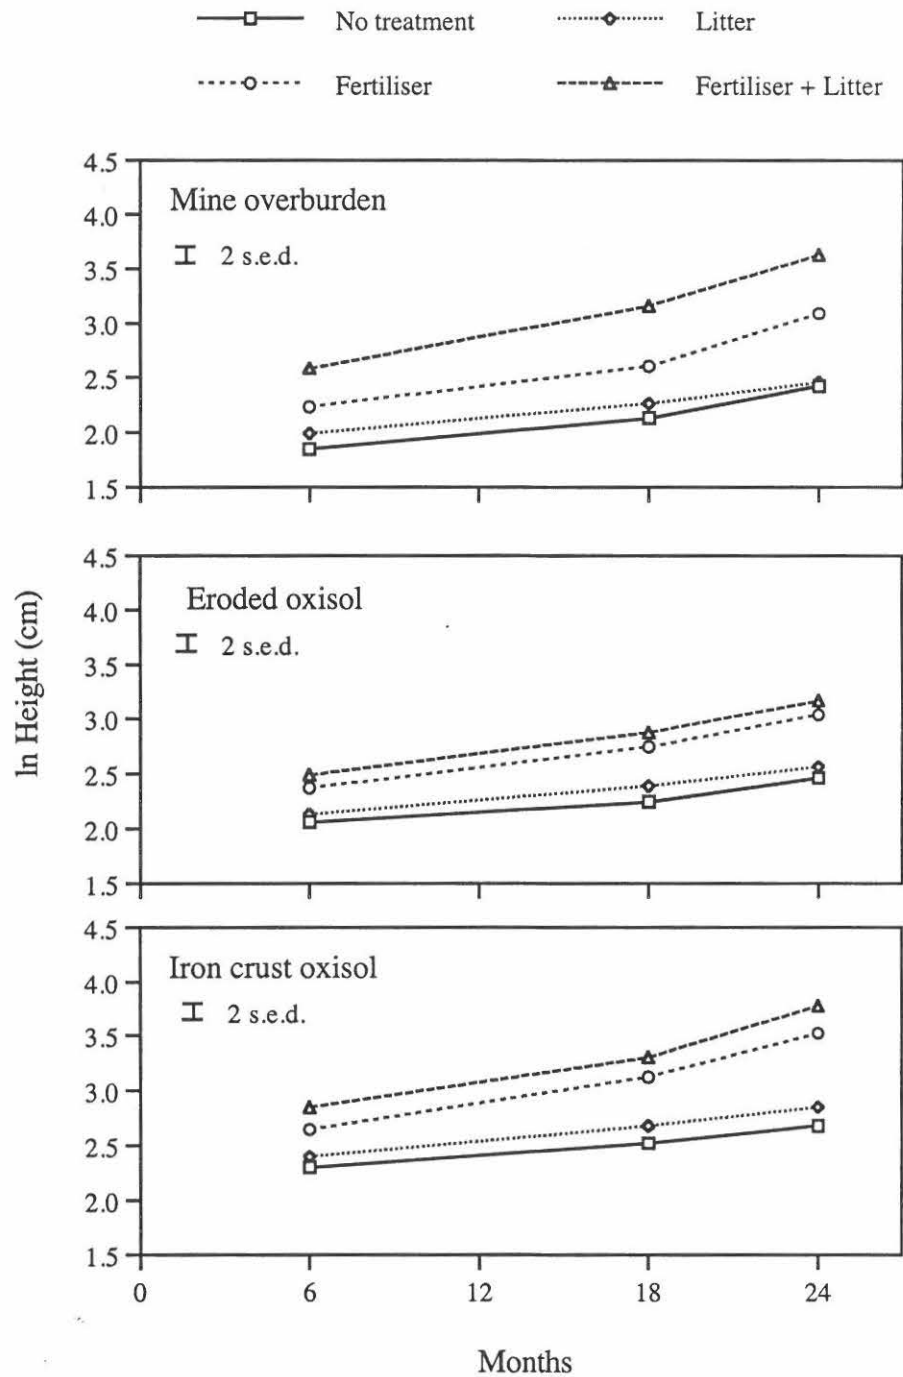 No treatment
Litter
Fertiliser
Fertiliser + Litter
4.5
4.0
3.5
3.0
2.5
2.0
1.5
Mine overburden
2 s.e.d.
ln Height (cm)
4.5
4.0
3.5
3.0
2.5
2.0
1.5
Eroded oxisol
2 s.e.d.
4.5
4.0
3.5
3.0
2.5
2.0
1.5
Iron crust oxisol
2 s.e.d.
0 6 12 18 24
Months